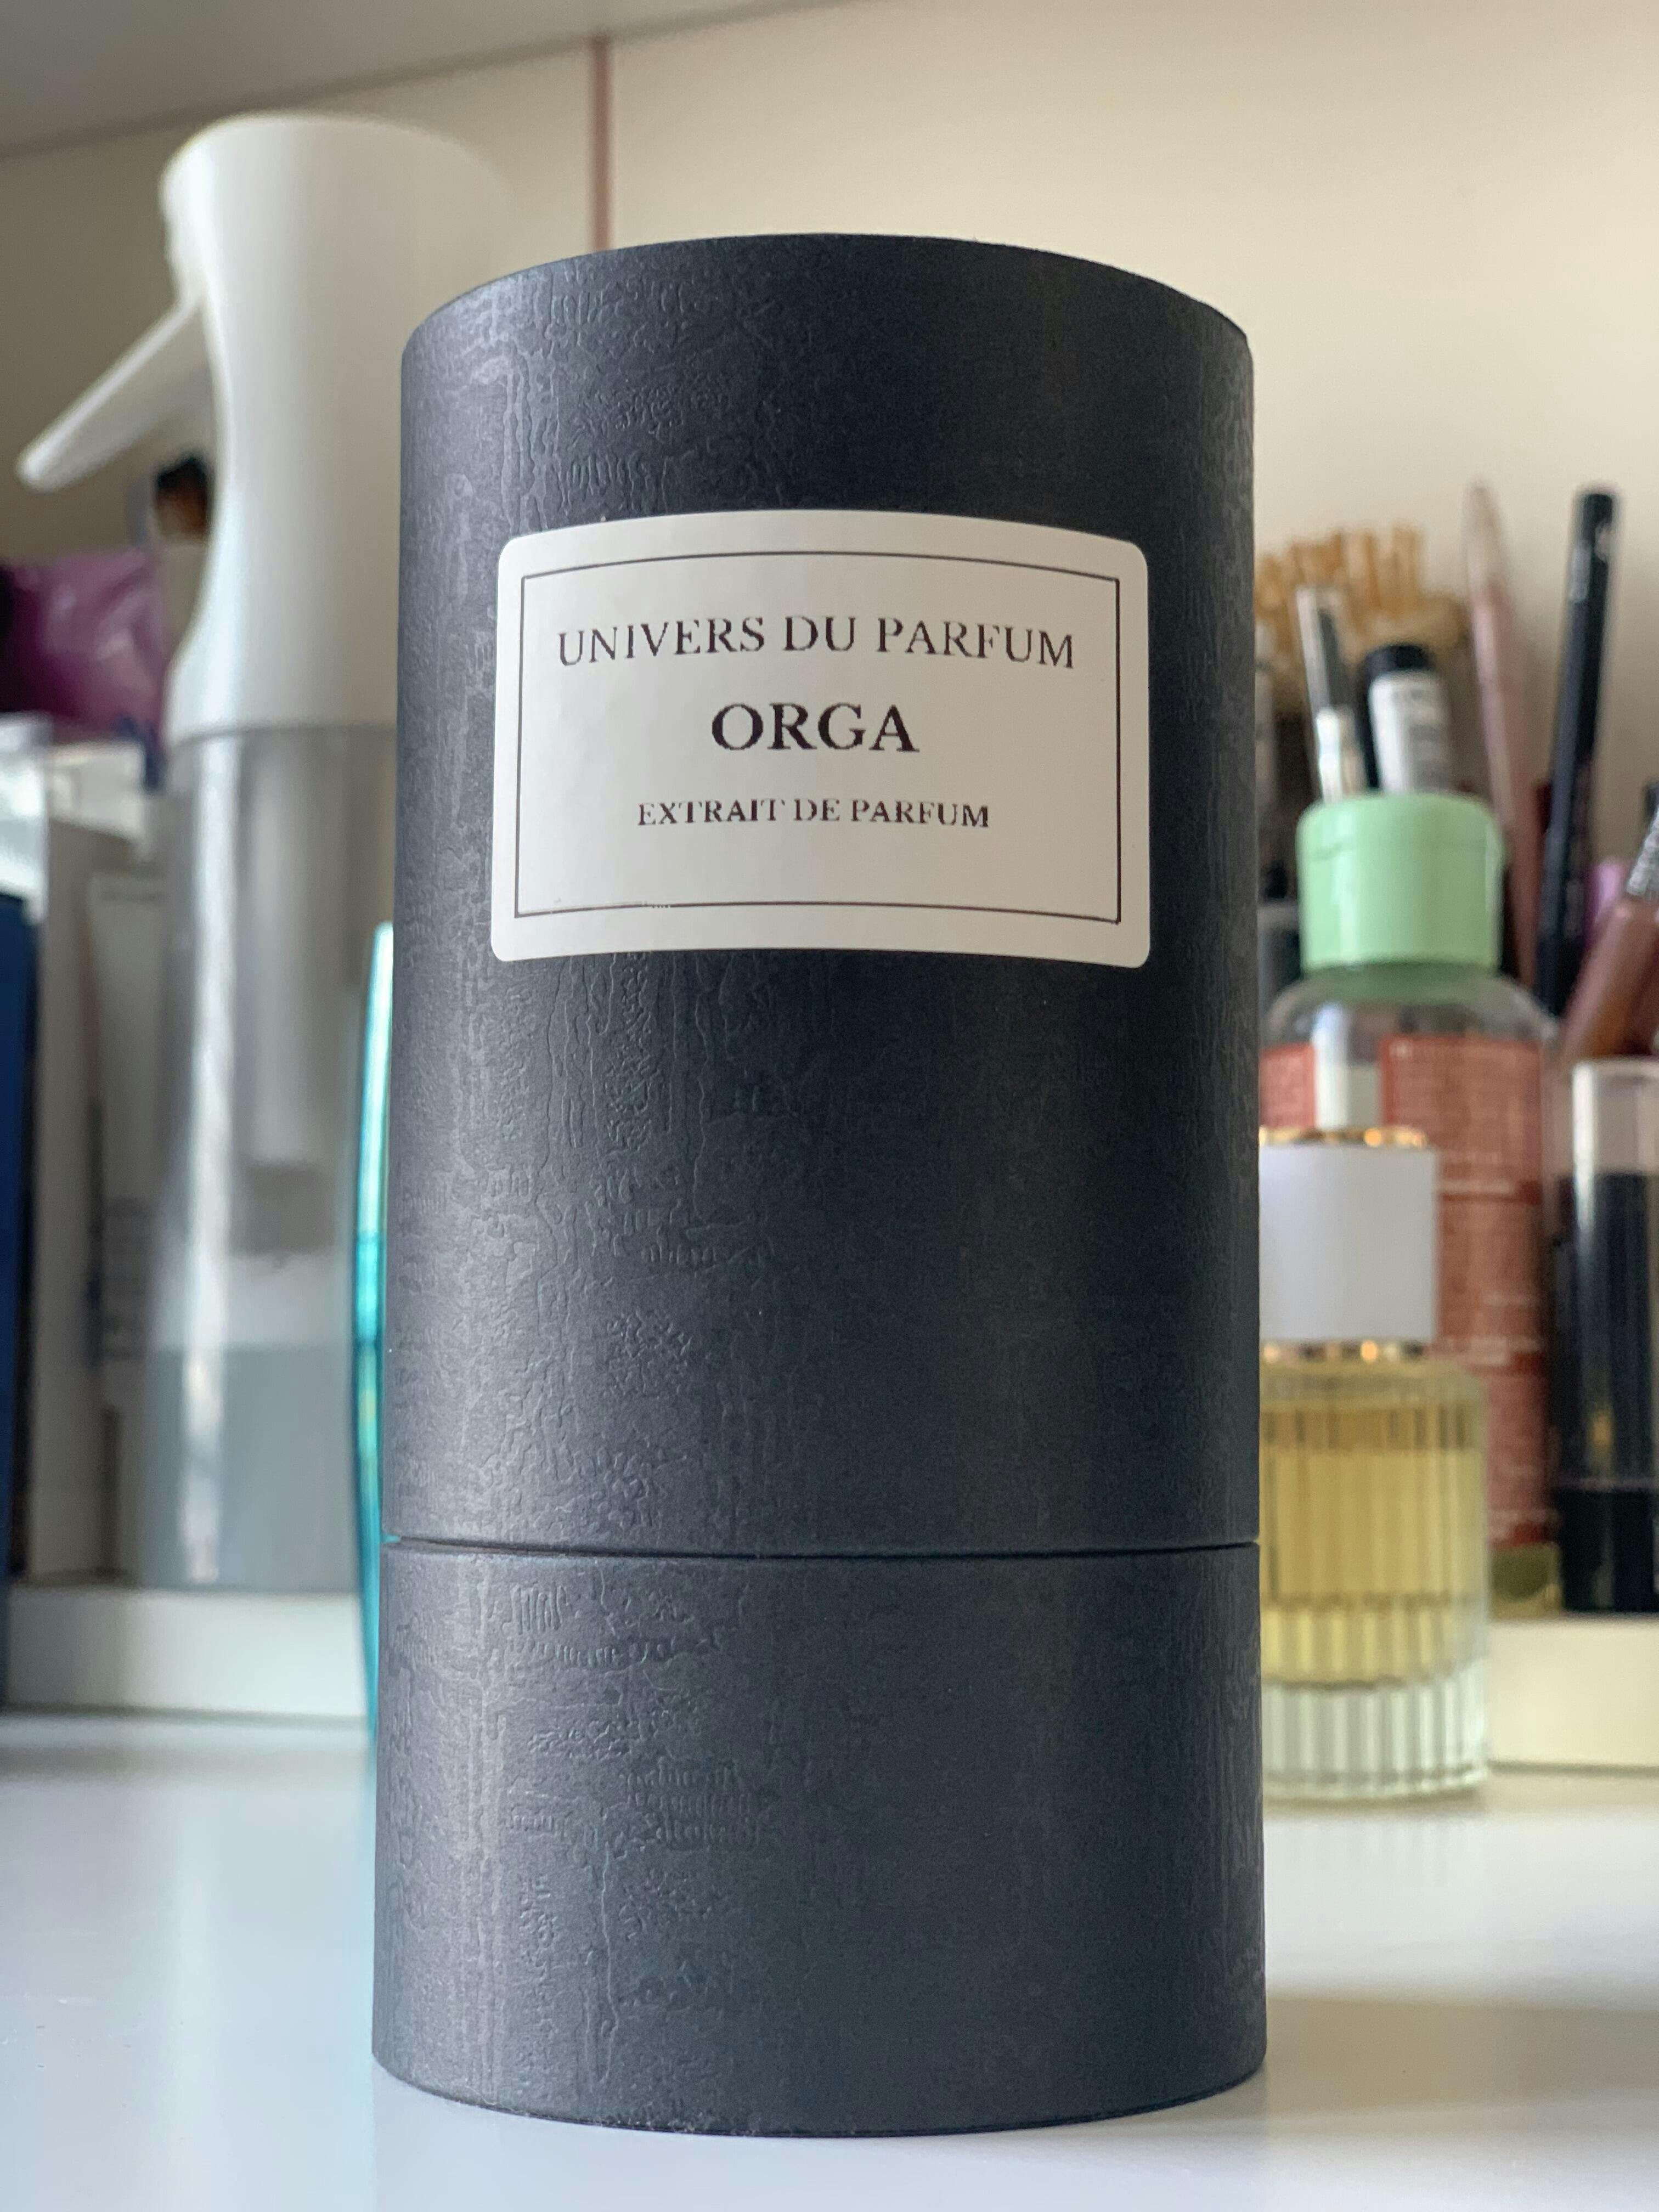 UNIVERS DU PARFUM
ORGA
EXTRAIT DE PARFUM